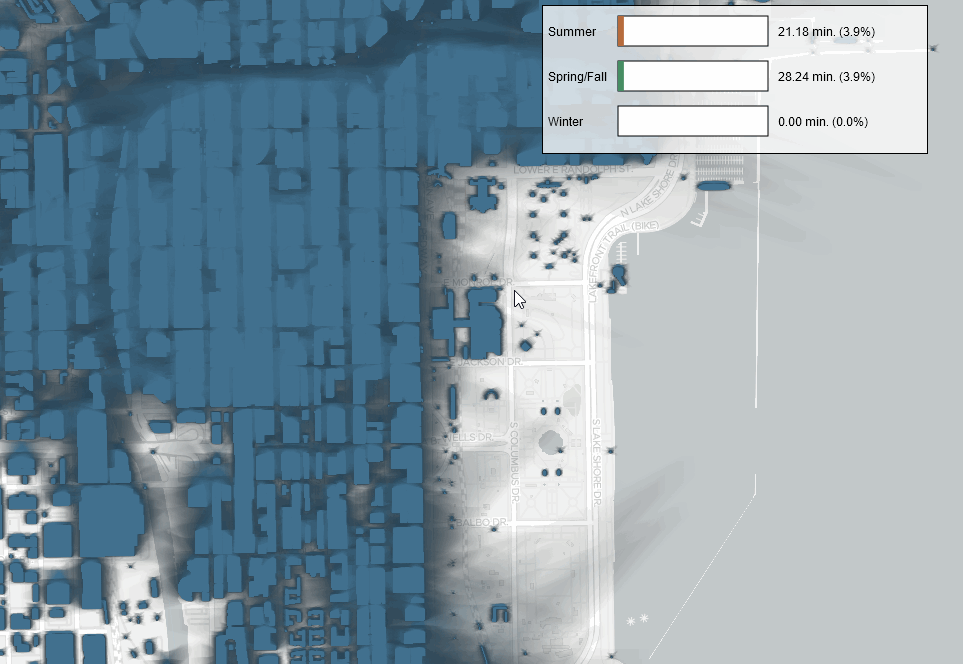 Summer 21.18 min. (3.9%)
Spring/Fall 28.24 min. (3.9%)
Winter 0.00 min. (0.0%)
LOWER E RANDOLPH ST.
N LAKE SHORE DR.
LAKEFRONT TRAIL (BIKE)
E MONROE DR.
E JACKSON DR.
S COLUMBUS DR.
S LAKE SHORE DR.
BALBO DR.